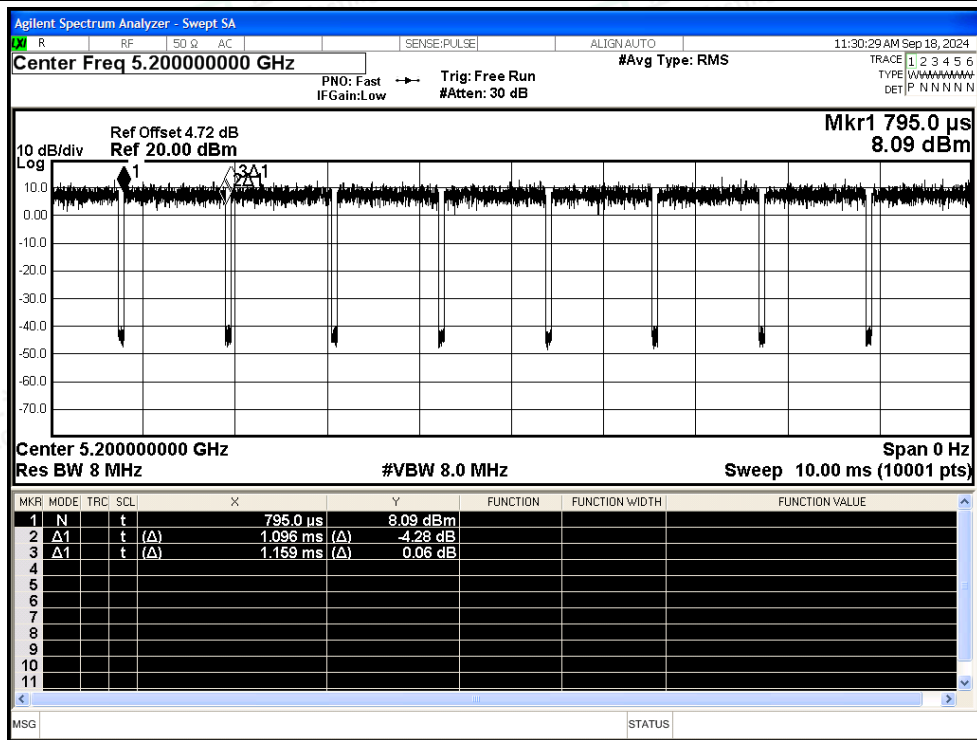 Agilent Spectrum Analyzer - Swept SA
LXI R RF 50 Ω AC SENSE:PULSE ALIGN AUTO 11:30:29 AM Sep 18, 2024
Center Freq 5.200000000 GHz
PNO: Fast
IFGain:Low
Trig: Free Run
#Atten: 30 dB
#Avg Type: RMS
TRACE 1 2 3 4 5 6
TYPE
DET P N N N N N
Mkr1 795.0 µs
8.09 dBm
Ref Offset 4.72 dB
10 dB/div Ref 20.00 dBm
Log
1
3Δ1
2Δ1
10.0
0.00
-10.0
-20.0
-30.0
-40.0
-50.0
-60.0
-70.0
Center 5.200000000 GHz Span 0 Hz
Res BW 8 MHz #VBW 8.0 MHz Sweep 10.00 ms (10001 pts)
MKR MODE TRC SCL X Y FUNCTION FUNCTION WIDTH FUNCTION VALUE
1 N t 795.0 µs 8.09 dBm
2 Δ1 t (Δ) 1.096 ms (Δ) -4.28 dB
3 Δ1 t (Δ) 1.159 ms (Δ) 0.06 dB
4
5
6
7
8
9
10
11
MSG STATUS